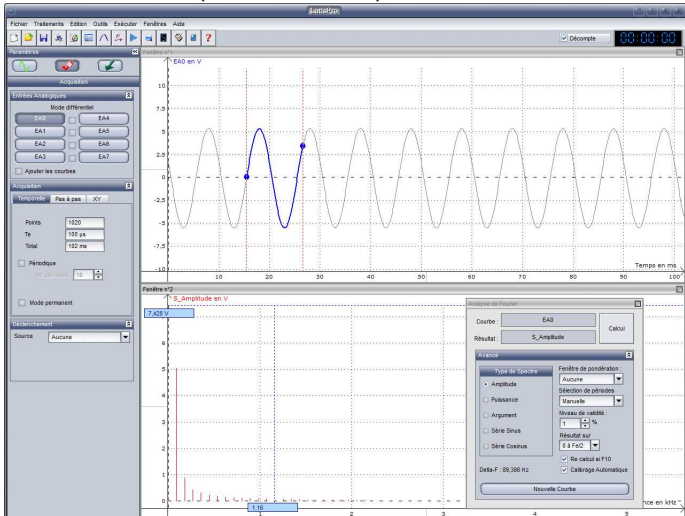 LatisPro
Fichier Traitements Edition Outils Exécuter Fenêtres Aide
Décompte
00:00:00
Paramètres
Acquisition
Entrées Analogiques
Mode différentiel
EA0 EA4
EA1 EA5
EA2 EA6
EA3 EA7
Ajouter les courbes
Acquisition
Temporelle Pas à pas XY
Points 1020
Te 100 µs
Total 102 ms
Périodique
10
Mode permanent
Déclenchement
Source Aucune
Fenêtre n°1
EA0 en V
10
7.5
5
2.5
0
-2.5
-5
-7.5
-10
Temps en ms
10 20 30 40 50 60 70 80 90 100
Fenêtre n°2
S_Amplitude en V
7,428 V
6
5
4
3
2
1
0
1,16
1 2 3 4 5
nce en kHz
Analyse de Fourier
Courbe : EA0
Résultat : S_Amplitude
Calcul
Avancé
Type de Spectre
Amplitude
Puissance
Argument
Série Sinus
Série Cosinus
Fenêtre de pondération :
Aucune
Sélection de périodes
Manuelle
Niveau de validité :
1 %
Résultat sur
0 à Fe/2
Re calcul si F10
Calibrage Automatique
Delta-F : 89,386 Hz
Nouvelle Courbe